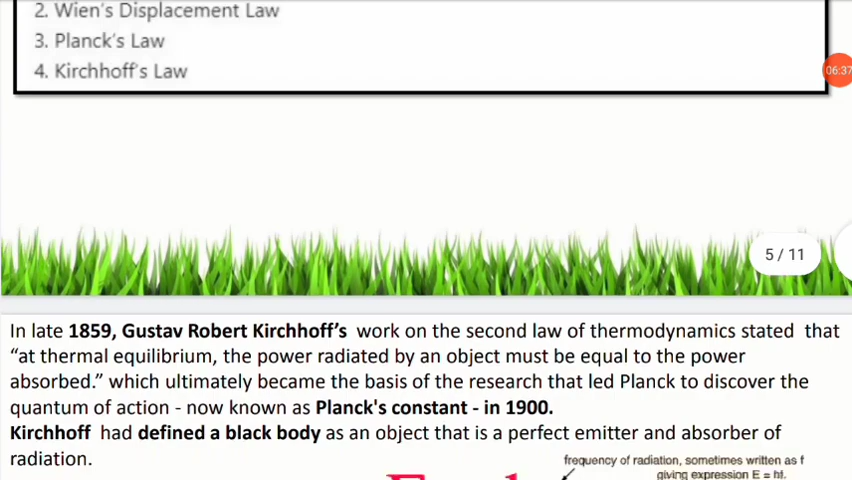 2. Wien's Displacement Law
3. Planck's Law
4. Kirchhoff's Law
06:37
5 / 11
In late 1859, Gustav Robert Kirchhoff's work on the second law of thermodynamics stated that
“at thermal equilibrium, the power radiated by an object must be equal to the power
absorbed.” which ultimately became the basis of the research that led Planck to discover the
quantum of action - now known as Planck's constant - in 1900.
Kirchhoff had defined a black body as an object that is a perfect emitter and absorber of
radiation.
frequency of radiation, sometimes written as f
giving expression E = hf.